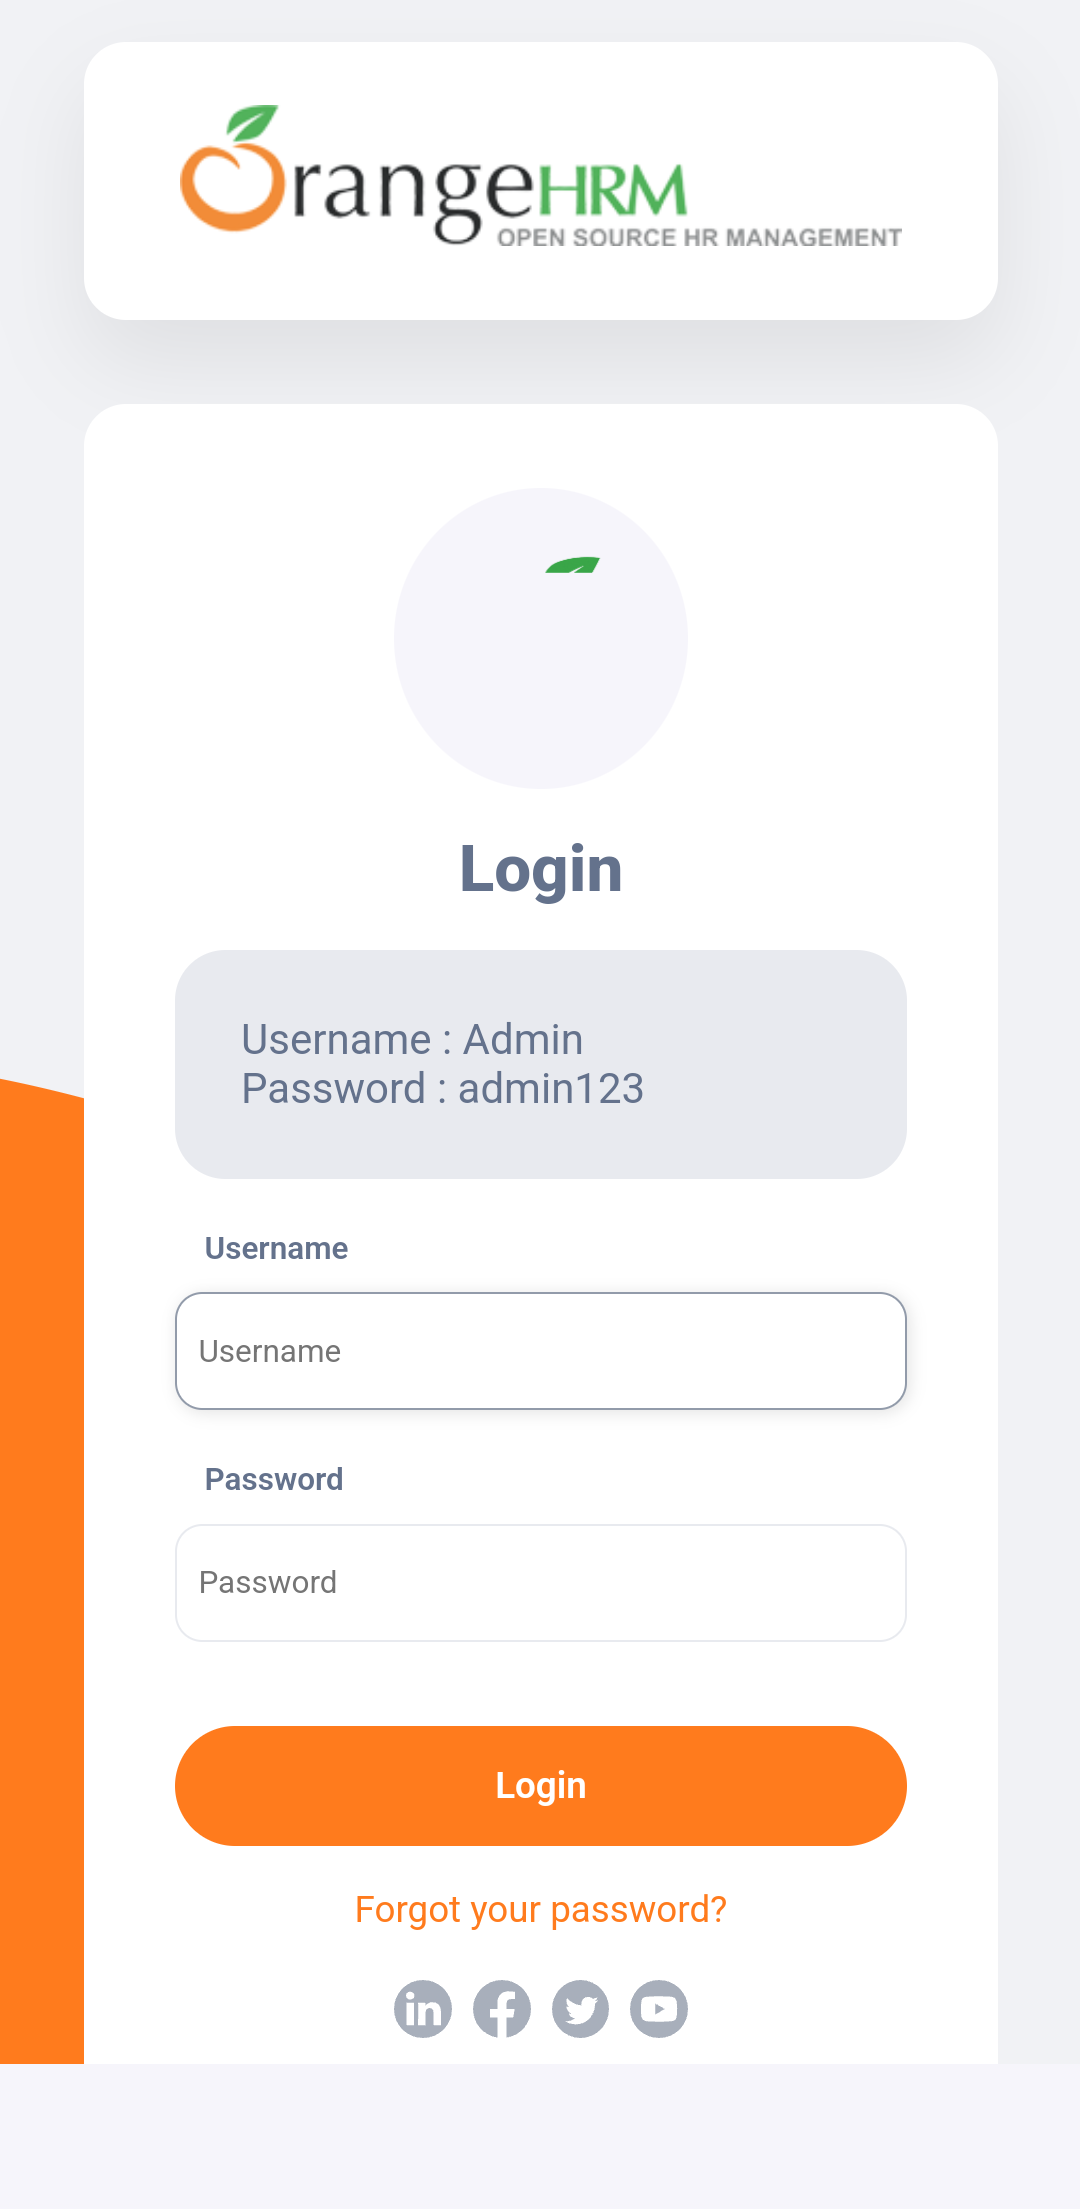 OrangeHRM
OPEN SOURCE HR MANAGEMENT
Login
Username : Admin
Password : admin123
Username
Username
Password
Password
Login
Forgot your password?